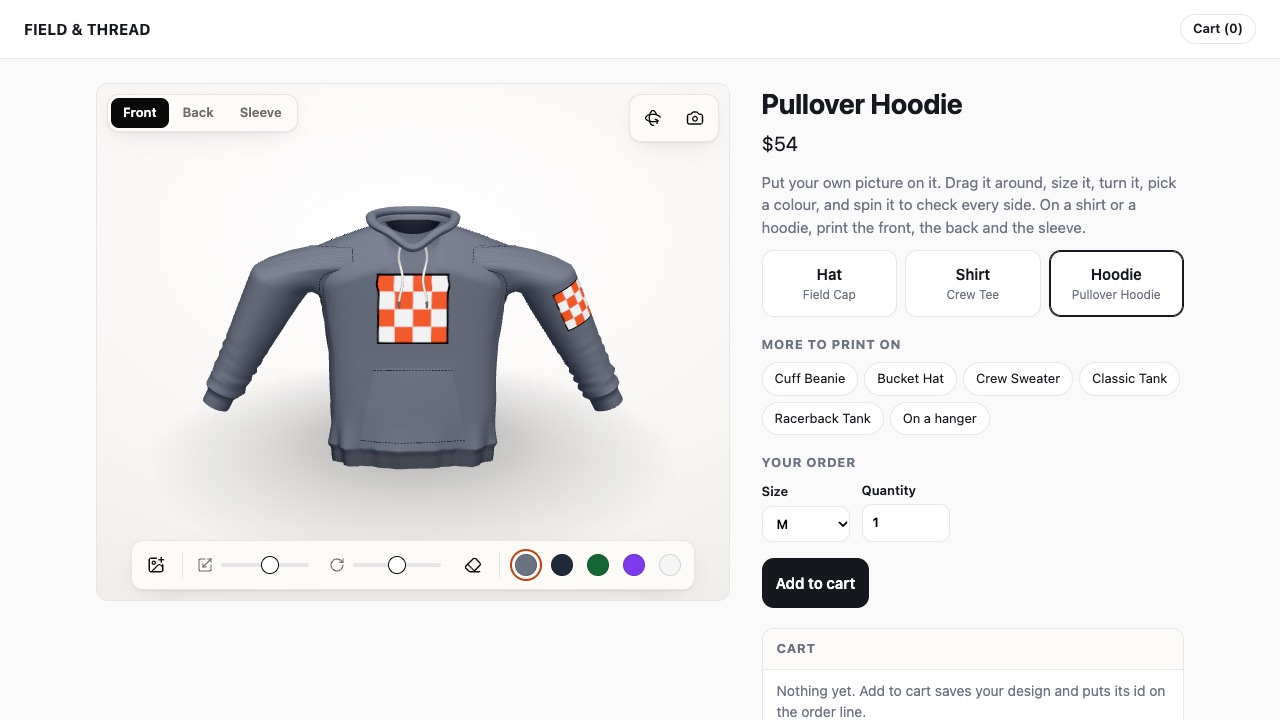 FIELD & THREAD
Cart (0)
Front
Back
Sleeve
Pullover Hoodie
$54
Put your own picture on it. Drag it around, size it, turn it, pick
a colour, and spin it to check every side. On a shirt or a
hoodie, print the front, the back and the sleeve.
Hat
Field Cap
Shirt
Crew Tee
Hoodie
Pullover Hoodie
MORE TO PRINT ON
Cuff Beanie
Bucket Hat
Crew Sweater
Classic Tank
Racerback Tank
On a hanger
YOUR ORDER
Size
Quantity
M
1
Add to cart
CART
Nothing yet. Add to cart saves your design and puts its id on
the order line.